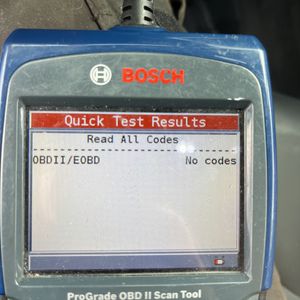 BOSCH
Quick Test Results
Read All Codes
OBDII/EOBD No codes
ProGrade OBD II Scan Tool